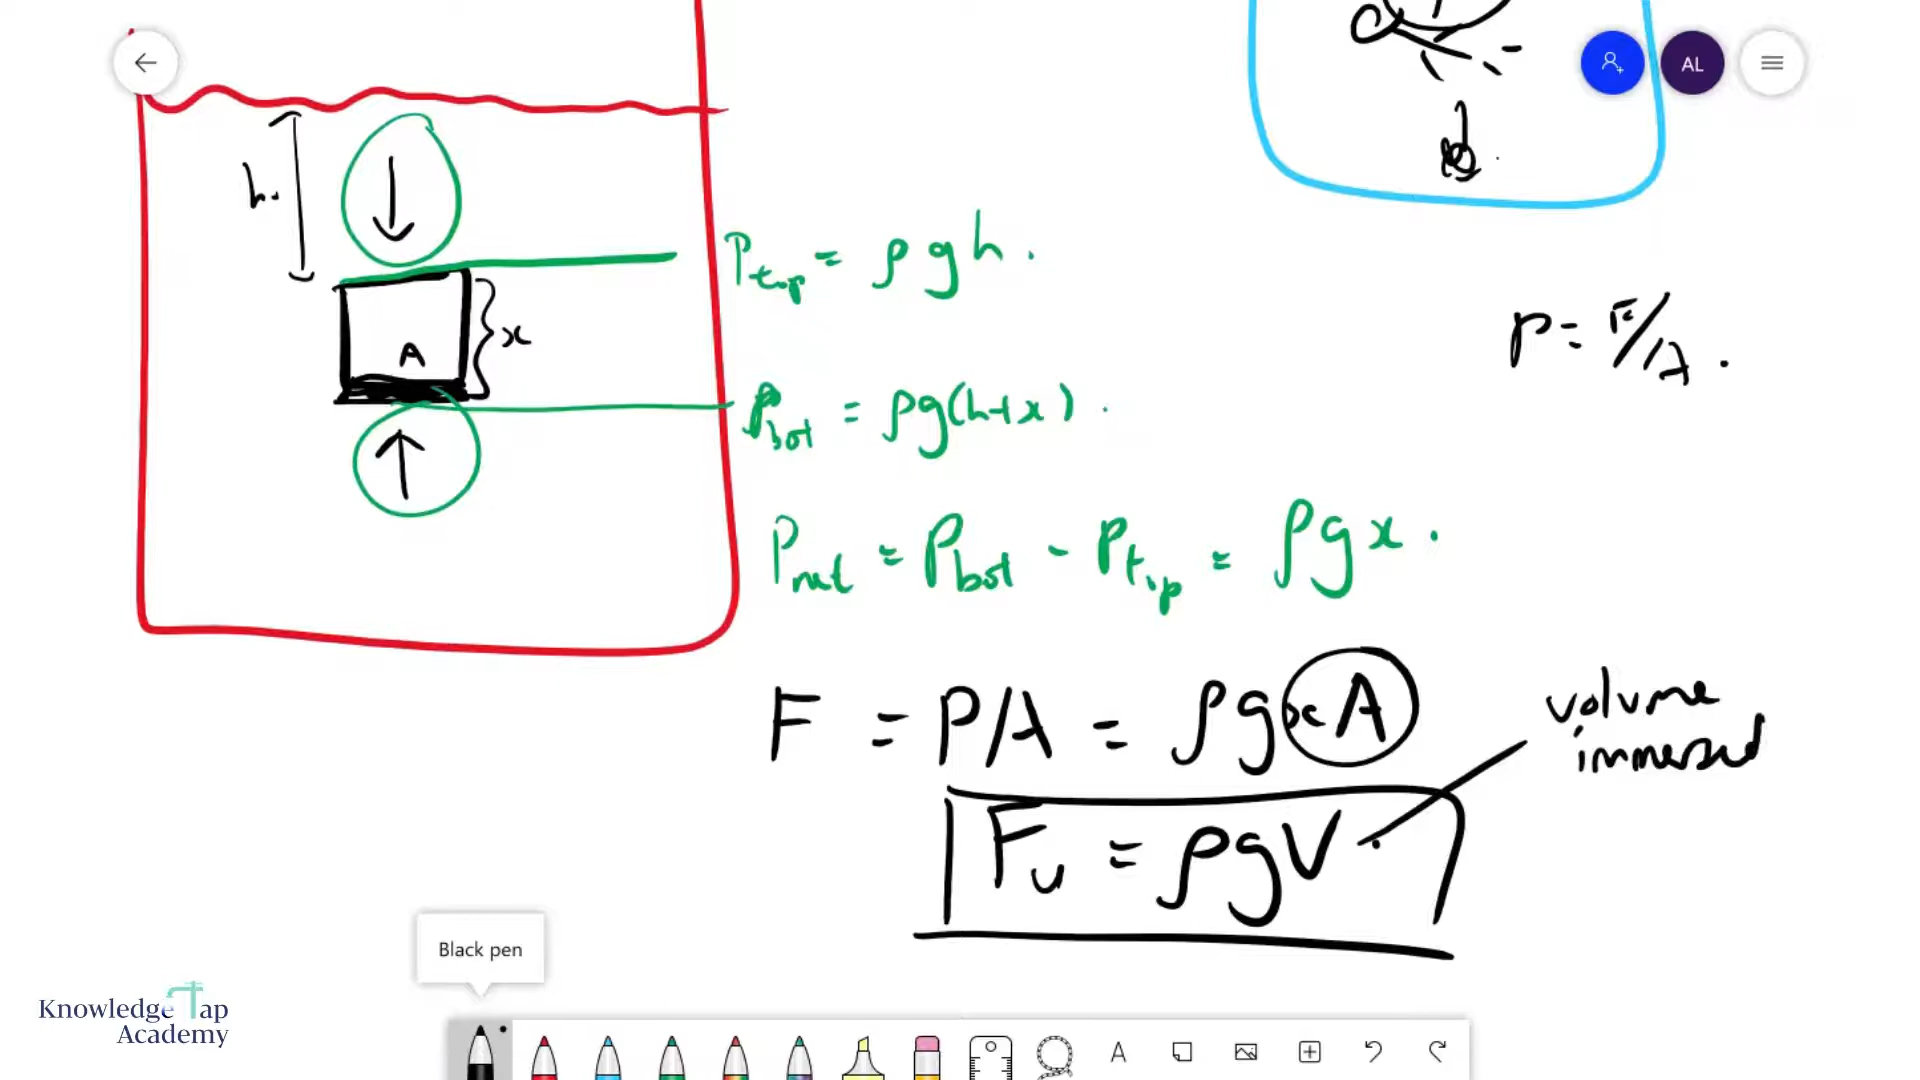 AL
h.
P_top = ρgh.
P = F/A.
A
x
P_bot = ρg(h+x).
P_net = P_bot - P_top = ρgx.
F = PA = ρgxA
volume
immersed
F_u = ρgV
Black pen
Knowledge Tap
Academy
A